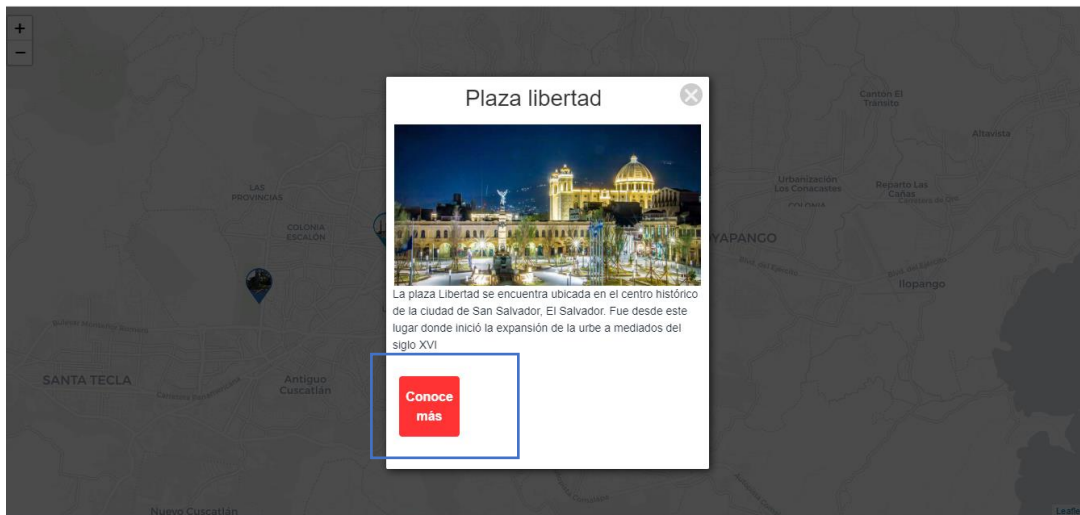 +
−
Plaza libertad
La plaza Libertad se encuentra ubicada en el centro histórico
de la ciudad de San Salvador, El Salvador. Fue desde este
lugar donde inició la expansión de la urbe a mediados del
siglo XVI
Conoce
más
Cantón El
Tránsito
Altavista
LAS
PROVINCIAS
Urbanización
Los Conacastes
Reparto Las
Cañas
COLONIA
COLONIA
ESCALÓN
YAPANGO
Ilopango
SANTA TECLA
Antiguo
Cuscatlán
Nuevo Cuscatlán
Leafle